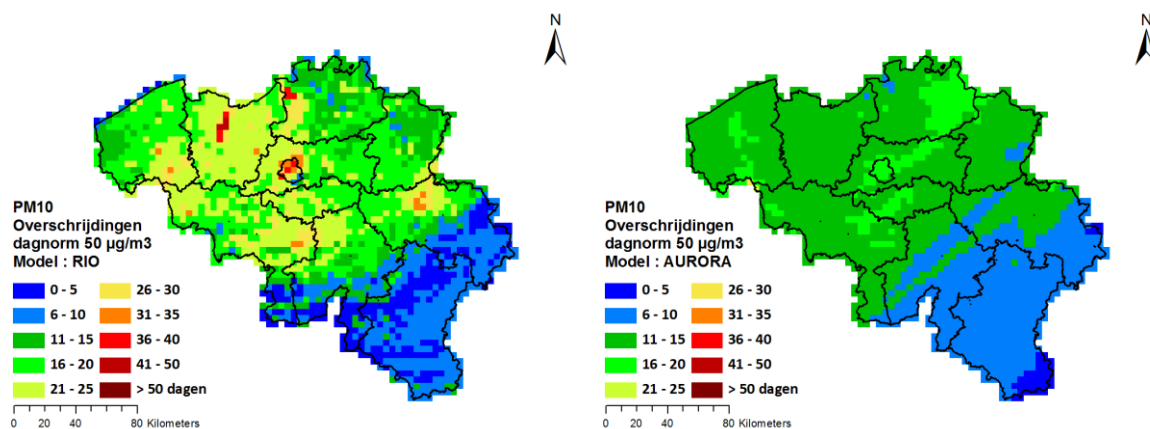 N
PM10
Overschrijdingen
dagnorm 50 µg/m3
Model : RIO
0 - 5 26 - 30
6 - 10 31 - 35
11 - 15 36 - 40
16 - 20 41 - 50
21 - 25 > 50 dagen
0 20 40 80 Kilometers
N
PM10
Overschrijdingen
dagnorm 50 µg/m3
Model : AURORA
0 - 5 26 - 30
6 - 10 31 - 35
11 - 15 36 - 40
16 - 20 41 - 50
21 - 25 > 50 dagen
0 20 40 80 Kilometers